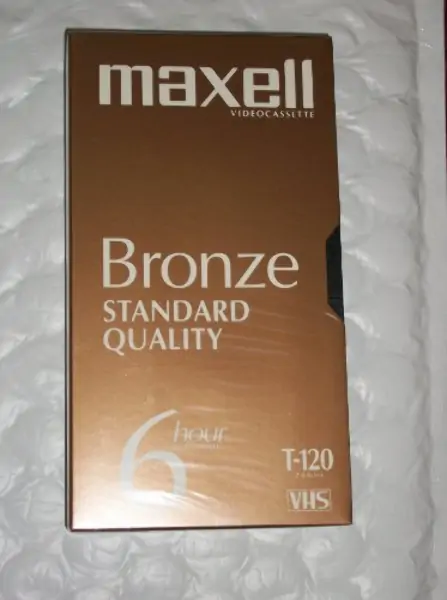 maxell
VIDEOCASSETTE
Bronze
STANDARD
QUALITY
6 hour
T-120
VHS